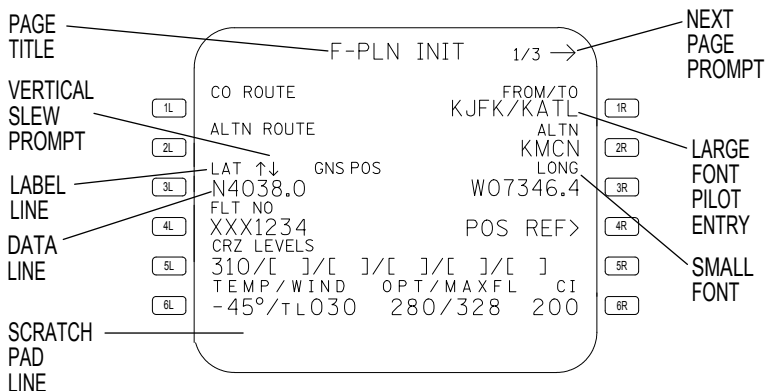 PAGE TITLE
F-PLN INIT 1/3 →
NEXT PAGE PROMPT
VERTICAL SLEW PROMPT
1L
CO ROUTE
FROM/TO
KJFK/KATL
1R
2L
ALTN ROUTE
ALTN
KMCN
2R
LARGE FONT PILOT ENTRY
LABEL LINE
LAT ↑↓ GNS POS
LONG
3L
N4038.0
W07346.4
3R
DATA LINE
FLT NO
4L
XXX1234
POS REF>
4R
CRZ LEVELS
5L
310/[ ]/[ ]/[ ]/[ ]/[ ]
5R
SMALL FONT
TEMP/WIND OPT/MAXFL CI
6L
-45°/TL030 280/328 200
6R
SCRATCH PAD LINE